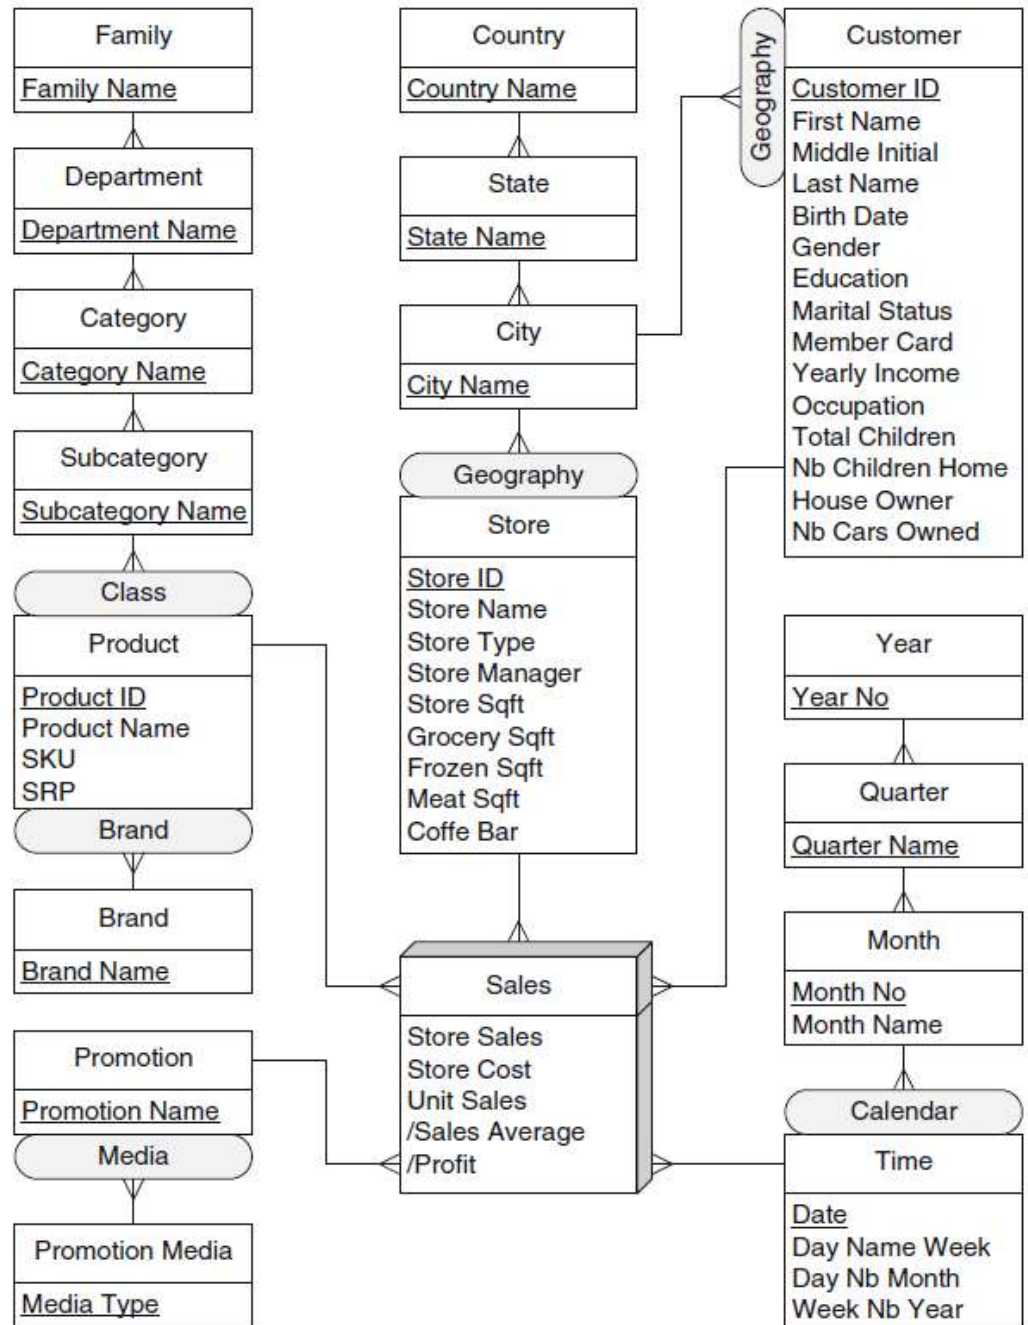 Family
Family Name
Department
Department Name
Category
Category Name
Subcategory
Subcategory Name
Class
Product
Product ID
Product Name
SKU
SRP
Brand
Brand
Brand Name
Promotion
Promotion Name
Media
Promotion Media
Media Type
Country
Country Name
State
State Name
City
City Name
Geography
Store
Store ID
Store Name
Store Type
Store Manager
Store Sqft
Grocery Sqft
Frozen Sqft
Meat Sqft
Coffe Bar
Sales
Store Sales
Store Cost
Unit Sales
/Sales Average
/Profit
Geography
Customer
Customer ID
First Name
Middle Initial
Last Name
Birth Date
Gender
Education
Marital Status
Member Card
Yearly Income
Occupation
Total Children
Nb Children Home
House Owner
Nb Cars Owned
Year
Year No
Quarter
Quarter Name
Month
Month No
Month Name
Calendar
Time
Date
Day Name Week
Day Nb Month
Week Nb Year